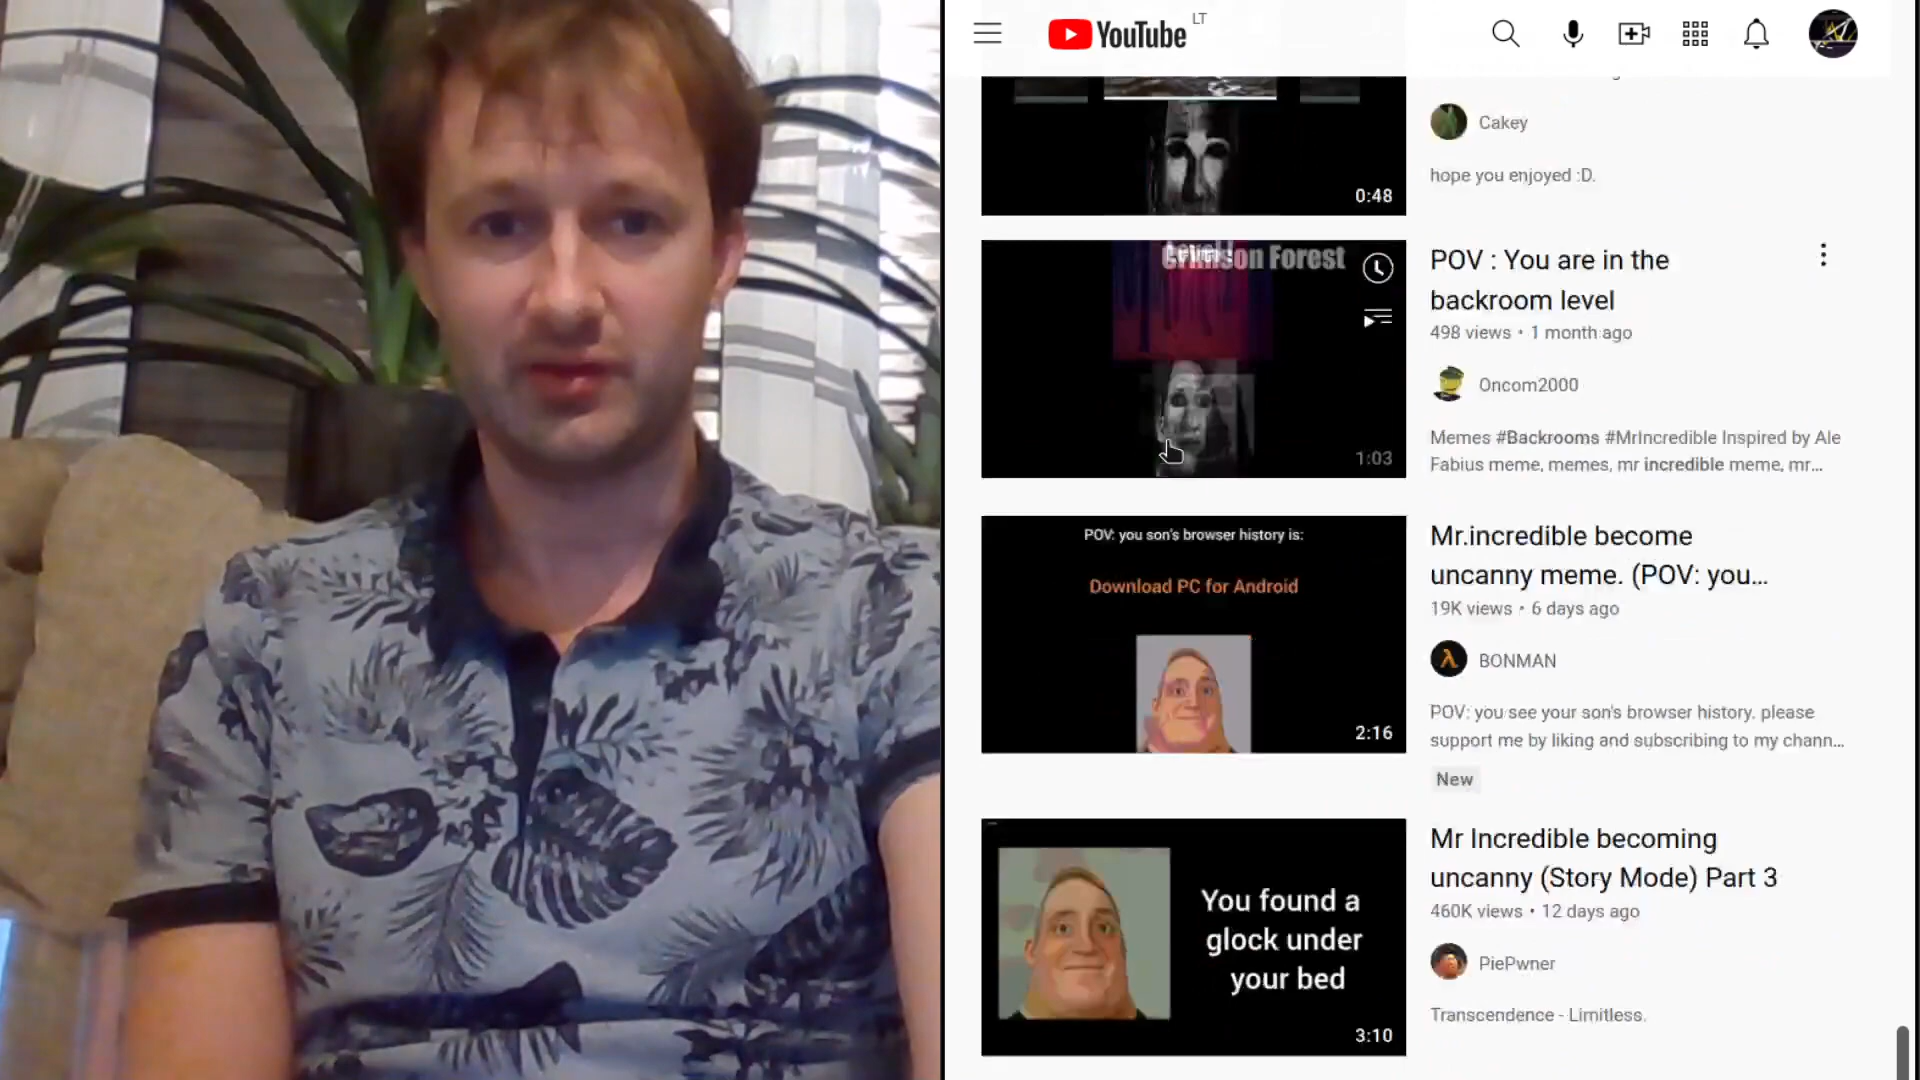 YouTube LT
0:48
Cakey
hope you enjoyed :D.
Crimson Forest
1:03
POV : You are in the
backroom level
498 views • 1 month ago
Oncom2000
Memes #Backrooms #MrIncredible Inspired by Ale
Fabius meme, memes, mr incredible meme, mr...
POV: you son's browser history is:
Download PC for Android
2:16
Mr.incredible become
uncanny meme. (POV: you...
19K views • 6 days ago
BONMAN
POV: you see your son's browser history. please
support me by liking and subscribing to my chann...
New
You found a
glock under
your bed
3:10
Mr Incredible becoming
uncanny (Story Mode) Part 3
460K views • 12 days ago
PiePwner
Transcendence - Limitless.